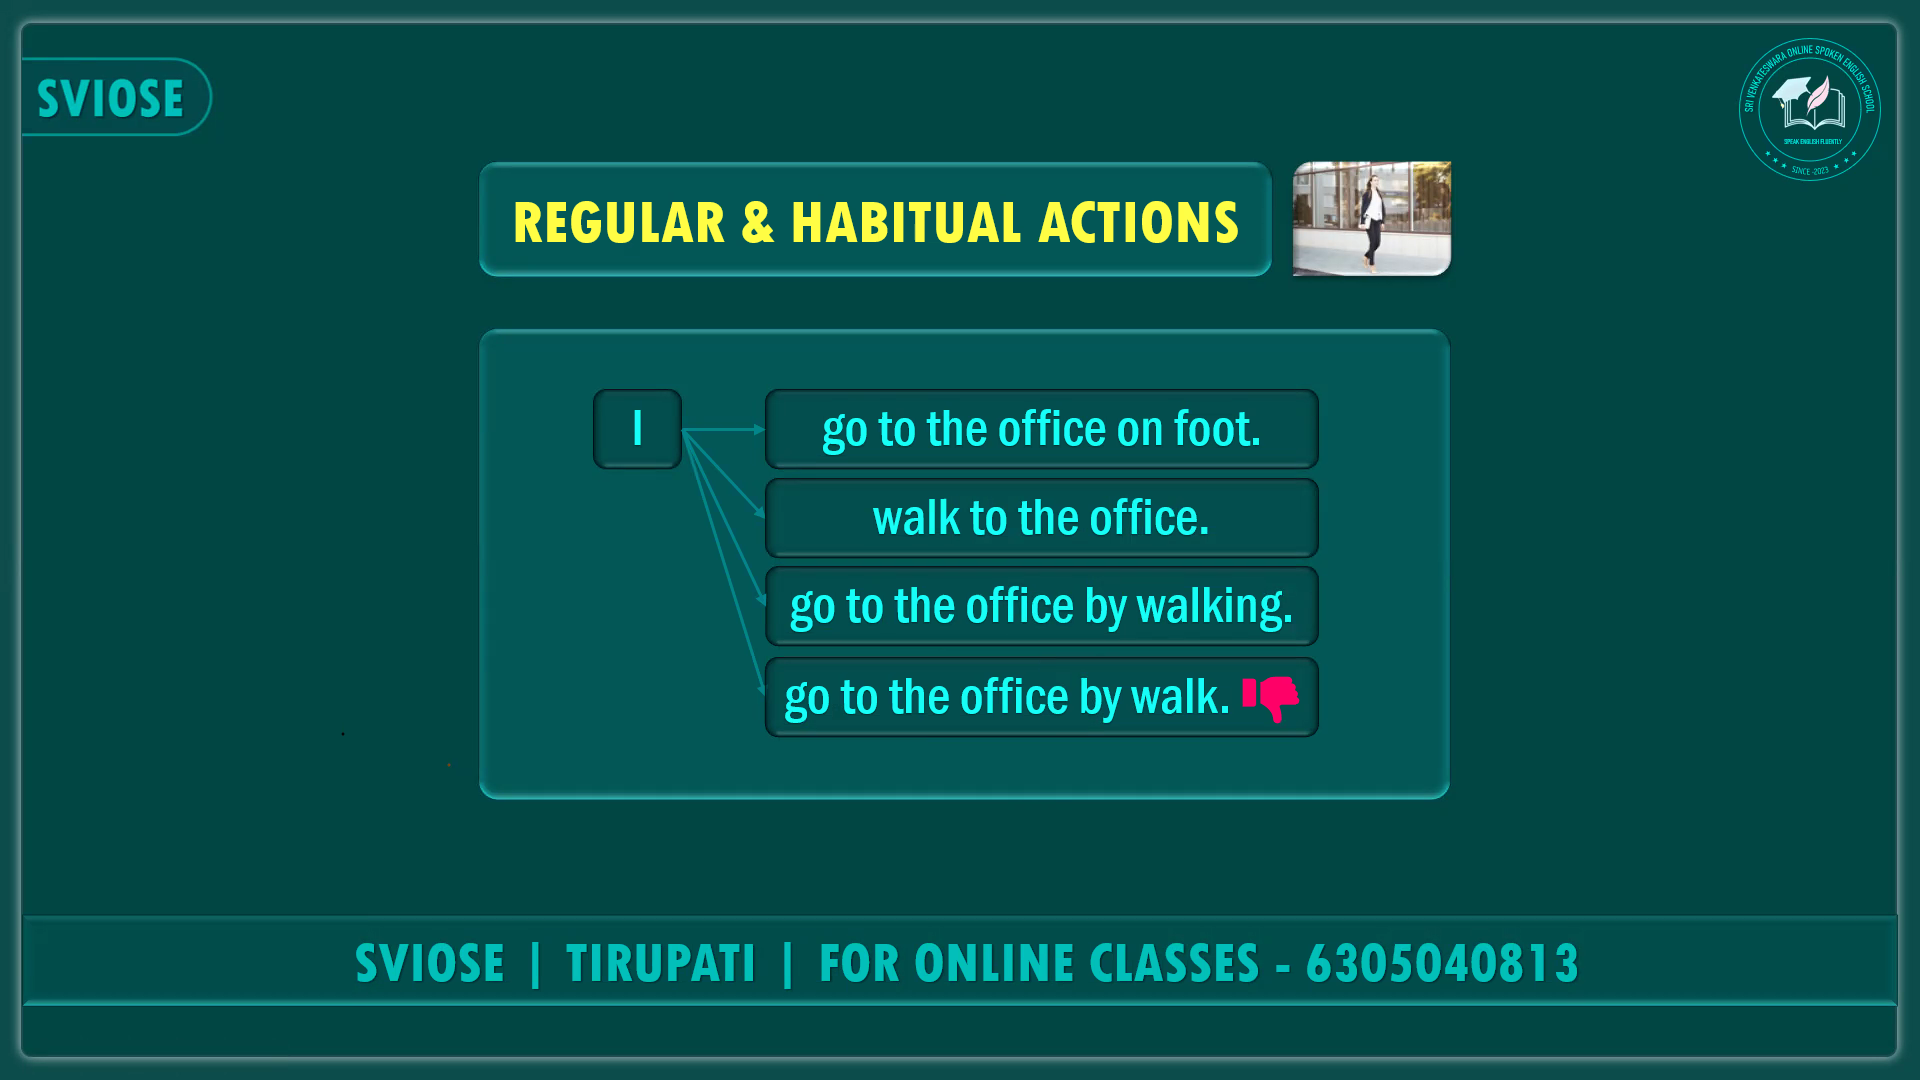 SVIOSE
SRI VENKATESWARA ONLINE SPOKEN ENGLISH SCHOOL
SPEAK ENGLISH FLUENTLY
SINCE -2023
REGULAR & HABITUAL ACTIONS
I
go to the office on foot.
walk to the office.
go to the office by walking.
go to the office by walk.
SVIOSE | TIRUPATI | FOR ONLINE CLASSES - 6305040813